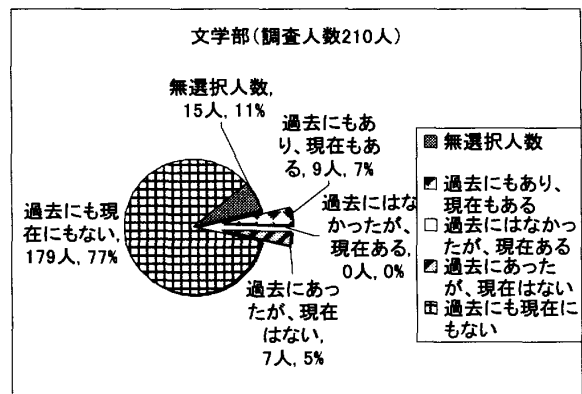 文学部(調査人数210人)
無選択人数,
15人, 11%
過去にもあ
り、現在もあ
る, 9人, 7%
過去にはな
かったが、
現在ある,
0人, 0%
過去にあっ
たが、現在
はない,
7人, 5%
過去にも現
在にもない,
179人, 77%
無選択人数
過去にもあり、
現在もある
過去にはなかっ
たが、現在ある
過去にあった
が、現在はない
過去にも現在に
もない